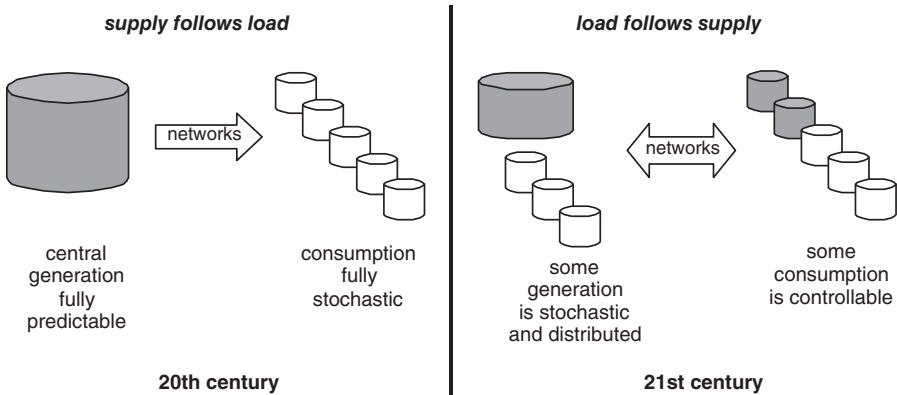 supply follows load
networks
central
generation
fully
predictable
consumption
fully
stochastic
20th century
load follows supply
networks
some
generation
is stochastic
and distributed
some
consumption
is controllable
21st century